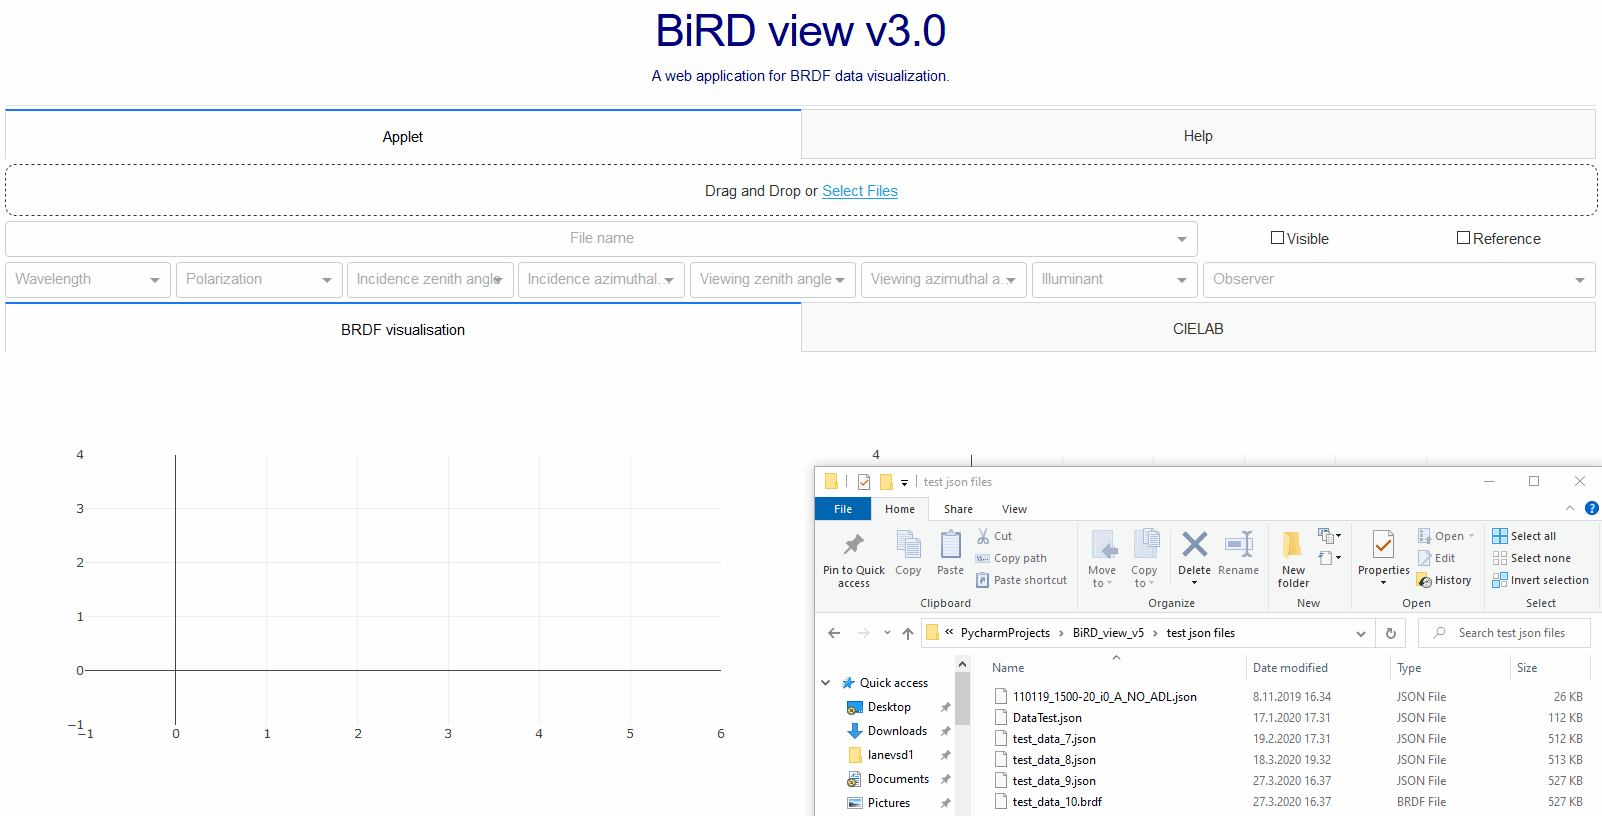 BiRD view v3.0
A web application for BRDF data visualization.
Applet Help
Drag and Drop or Select Files
File name Visible Reference
Wavelength Polarization Incidence zenith angle Incidence azimuthal... Viewing zenith angle Viewing azimuthal a... Illuminant Observer
BRDF visualisation CIELAB
4
3
2
1
0
−1
−1 0 1 2 3 4 5 6
4
test json files
File Home Share View
Pin to Quick access
Copy
Paste
Cut
Copy path
Paste shortcut
Clipboard
Move to
Copy to
Delete
Rename
Organize
New folder
New
Properties
Open
Edit
History
Open
Select all
Select none
Invert selection
Select
« PycharmProjects › BiRD_view_v5 › test json files
Search test json files
Quick access
Desktop
Downloads
lanevsd1
Documents
Pictures
Name Date modified Type Size
110119_1500-20_i0_A_NO_ADL.json 8.11.2019 16.34 JSON File 26 KB
DataTest.json 17.1.2020 17.31 JSON File 112 KB
test_data_7.json 19.2.2020 17.31 JSON File 512 KB
test_data_8.json 18.3.2020 19.32 JSON File 513 KB
test_data_9.json 27.3.2020 16.37 JSON File 527 KB
test_data_10.brdf 27.3.2020 16.37 BRDF File 527 KB